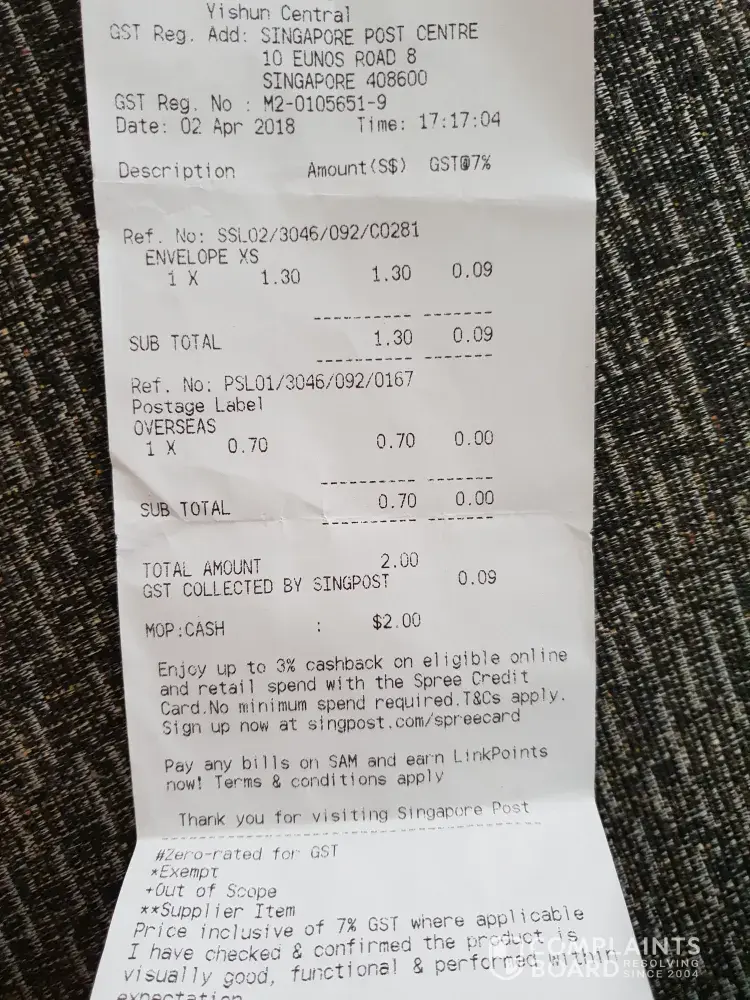 Yishun Central
GST Reg. Add: SINGAPORE POST CENTRE
10 EUNOS ROAD 8
SINGAPORE 408600
GST Reg. No : M2-0105651-9
Date: 02 Apr 2018 Time: 17:17:04
Description Amount(S$) GST@7%
Ref. No: SSL02/3046/092/C0281
ENVELOPE XS
1 X 1.30 1.30 0.09
SUB TOTAL 1.30 0.09
Ref. No: PSL01/3046/092/0167
Postage Label
OVERSEAS
1 X 0.70 0.70 0.00
SUB TOTAL 0.70 0.00
TOTAL AMOUNT 2.00
GST COLLECTED BY SINGPOST 0.09
MOP:CASH : $2.00
Enjoy up to 3% cashback on eligible online
and retail spend with the Spree Credit
Card.No minimum spend required.T&Cs apply.
Sign up now at singpost.com/spreecard
Pay any bills on SAM and earn LinkPoints
now! Terms & conditions apply
Thank you for visiting Singapore Post
#Zero-rated for GST
*Exempt
+Out of Scope
**Supplier Item
Price inclusive of 7% GST where applicable
I have checked & confirmed the product is
visually good, functional & performed within
expectation
COMPLAINTS
BOARD RESOLVING
SINCE 2004